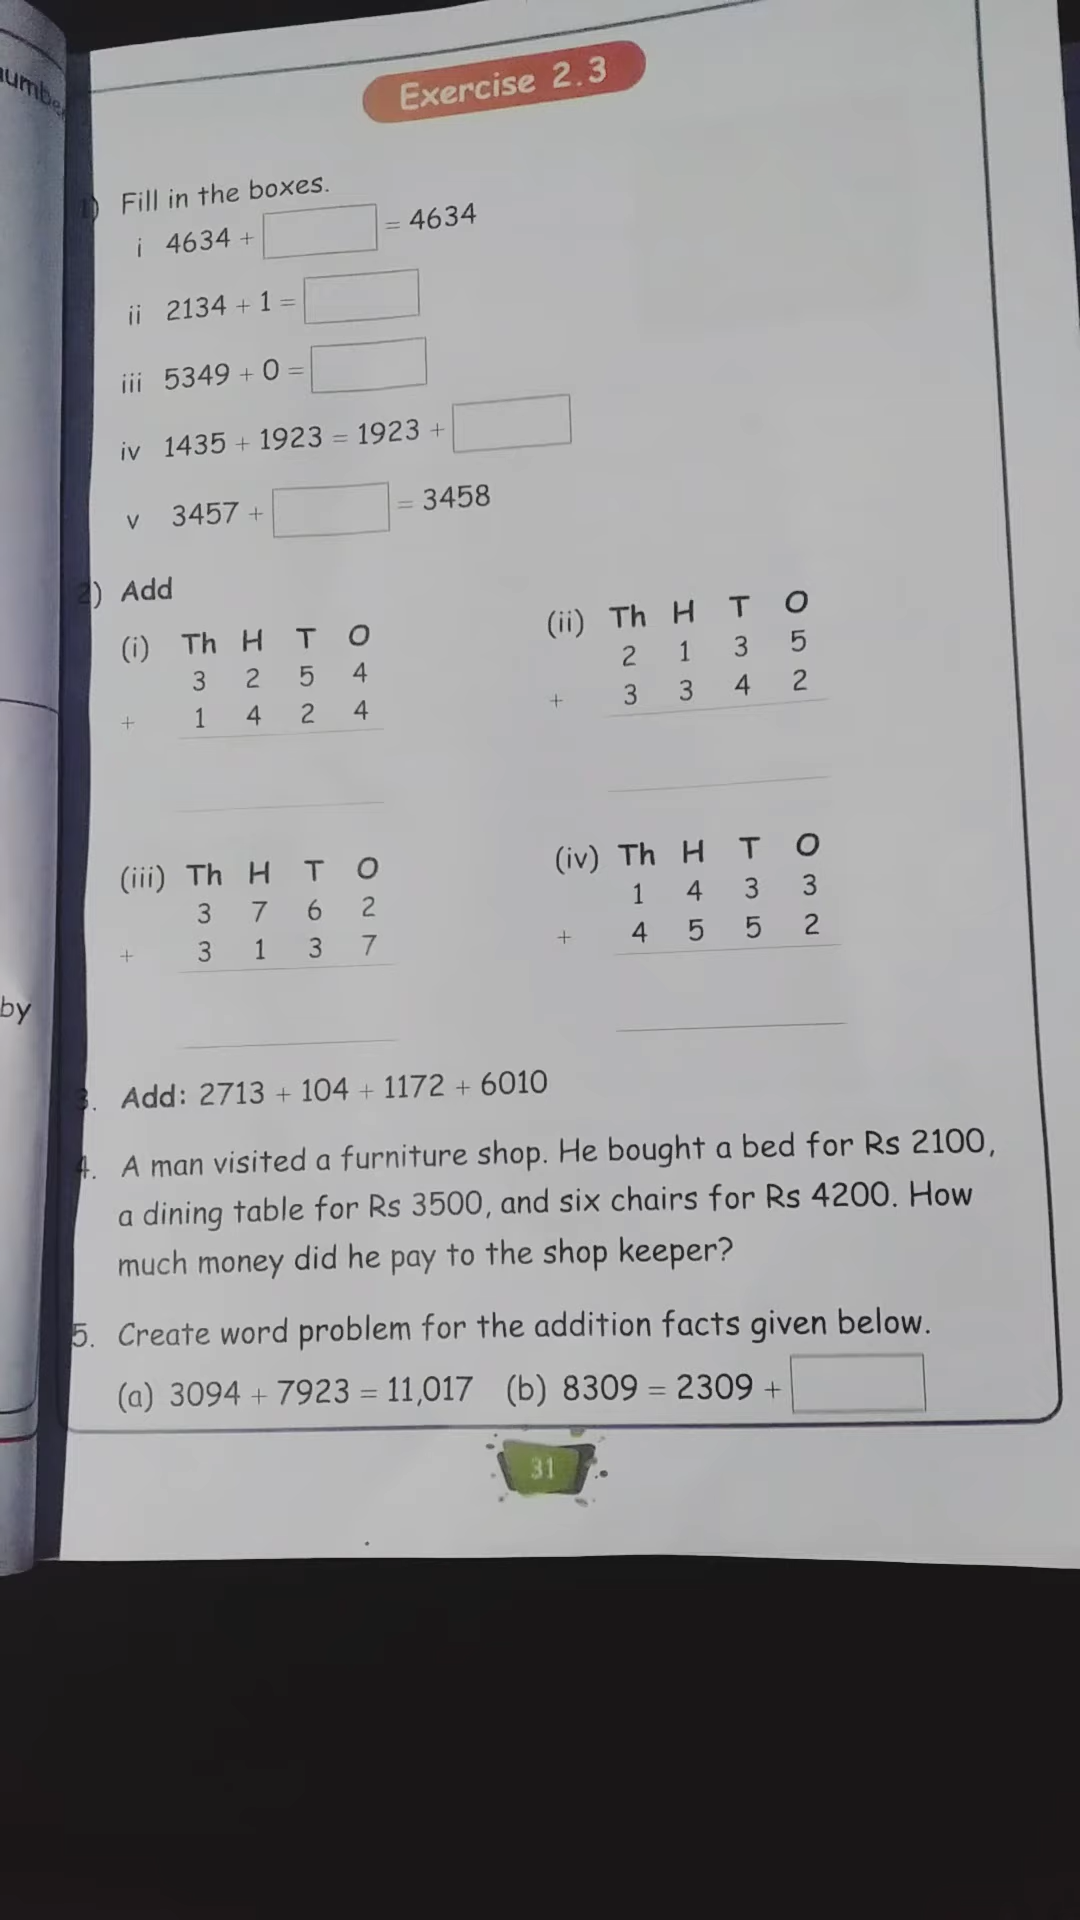 Exercise 2.3
1) Fill in the boxes.
i 4634 + = 4634
ii 2134 + 1 =
iii 5349 + 0 =
iv 1435 + 1923 = 1923 +
v 3457 + = 3458
2) Add
(i) Th H T O
3 2 5 4
+ 1 4 2 4
(ii) Th H T O
2 1 3 5
+ 3 3 4 2
(iii) Th H T O
3 7 6 2
+ 3 1 3 7
(iv) Th H T O
1 4 3 3
+ 4 5 5 2
3. Add: 2713 + 104 + 1172 + 6010
4. A man visited a furniture shop. He bought a bed for Rs 2100,
a dining table for Rs 3500, and six chairs for Rs 4200. How
much money did he pay to the shop keeper?
5. Create word problem for the addition facts given below.
(a) 3094 + 7923 = 11,017 (b) 8309 = 2309 +
31
by